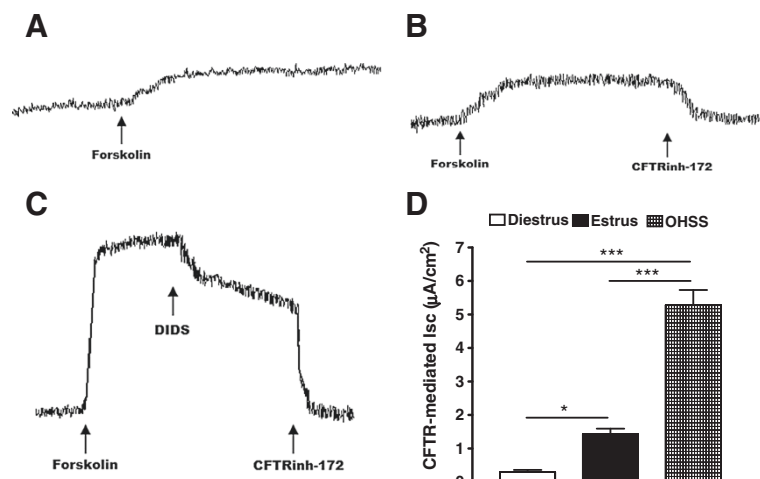 A
Forskolin
B
Forskolin
CFTRinh-172
C
DIDS
Forskolin
CFTRinh-172
D
Diestrus Estrus OHSS
CFTR-mediated Isc (µA/cm²)
7
6
5
4
3
2
1
***
***
*